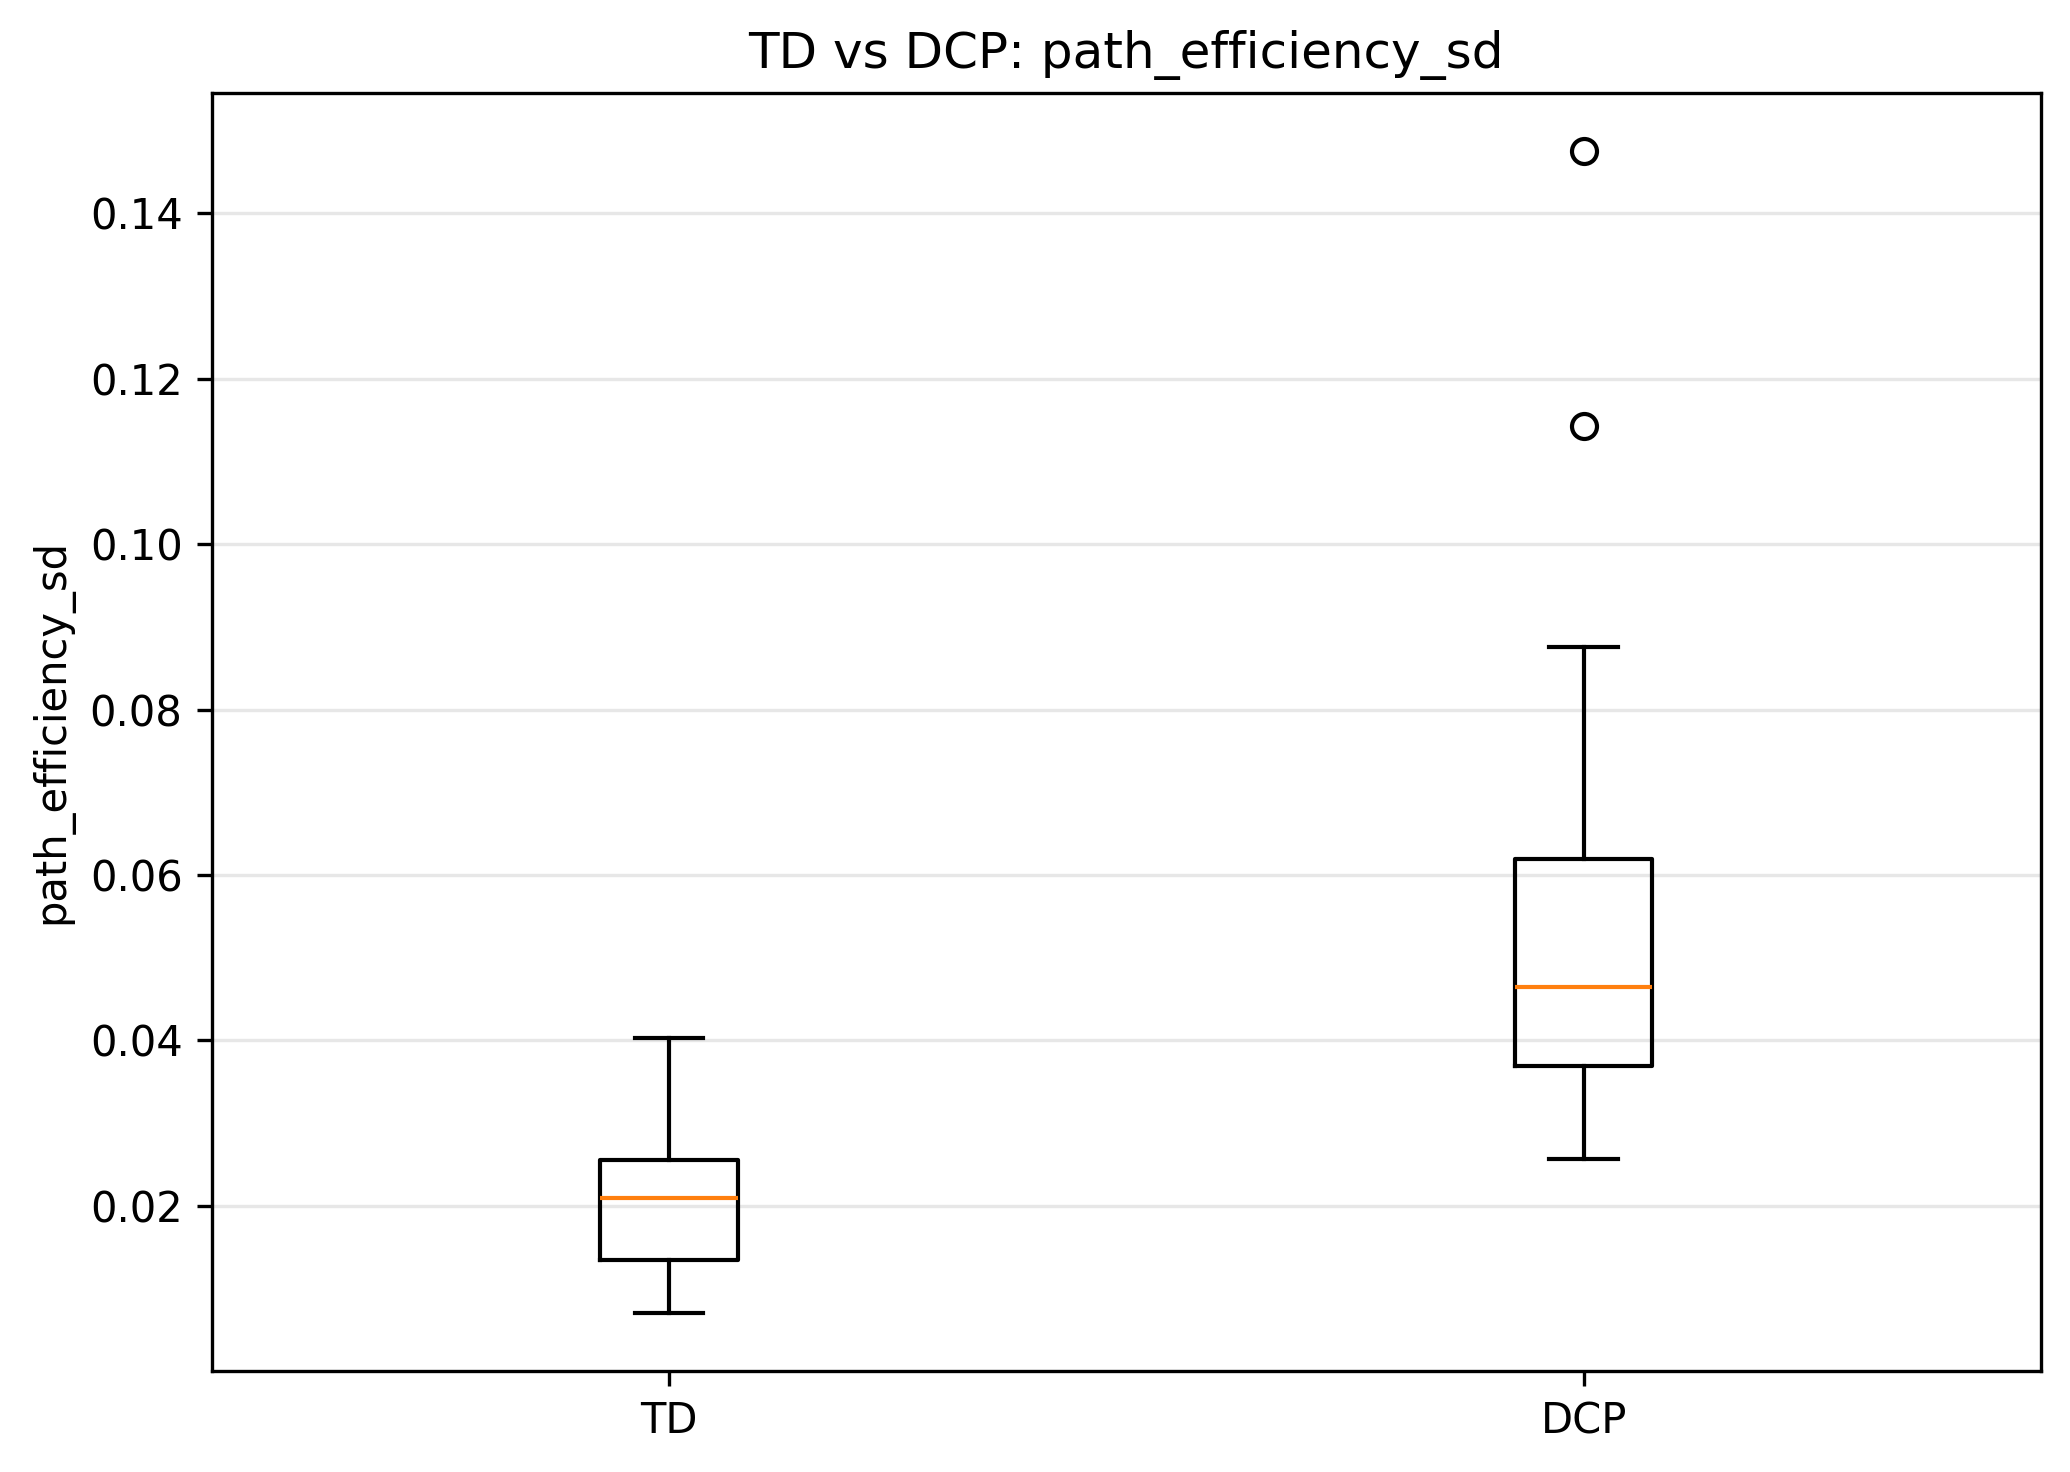 TD vs DCP: path_efficiency_sd
path_efficiency_sd
0.14
0.12
0.10
0.08
0.06
0.04
0.02
TD
DCP